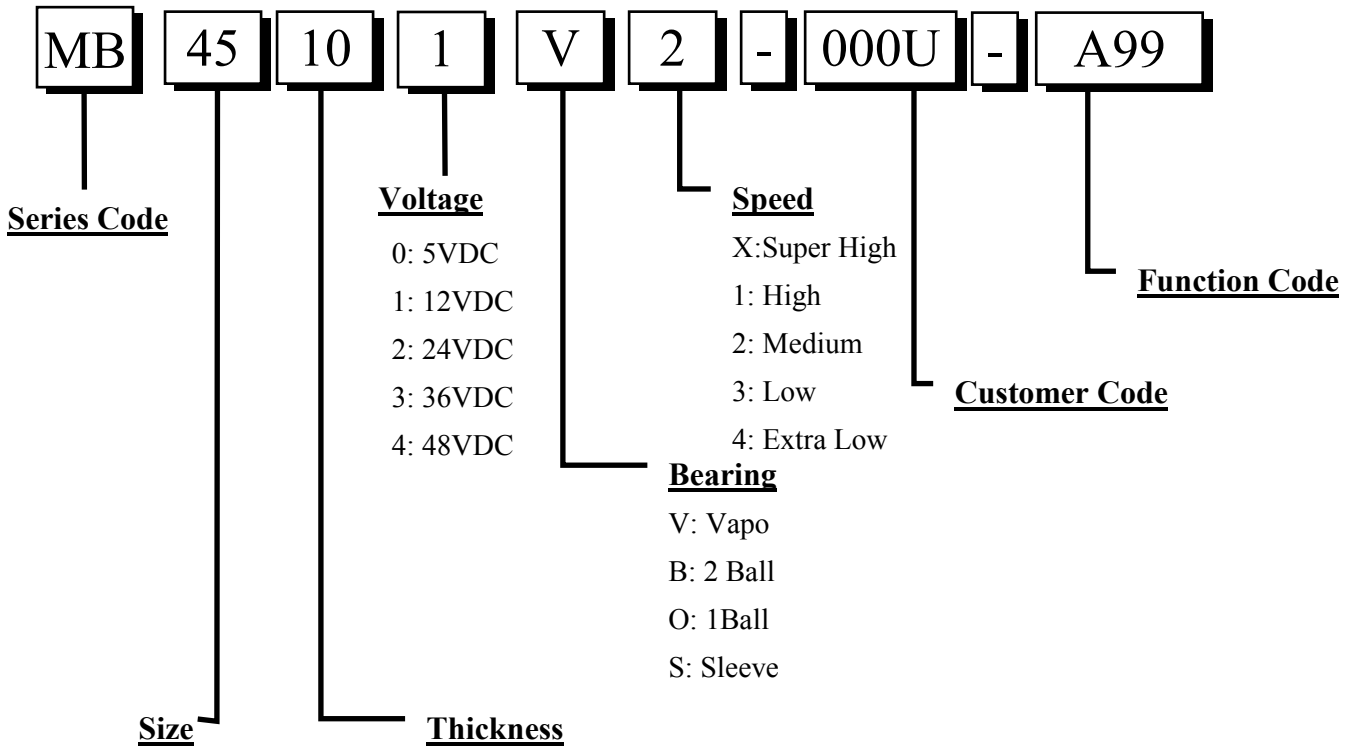 MB 45 10 1 V 2 - 000U - A99
Series Code
Voltage
0: 5VDC
1: 12VDC
2: 24VDC
3: 36VDC
4: 48VDC
Speed
X:Super High
1: High
2: Medium
3: Low
4: Extra Low
Function Code
Customer Code
Bearing
V: Vapo
B: 2 Ball
O: 1Ball
S: Sleeve
Size
Thickness